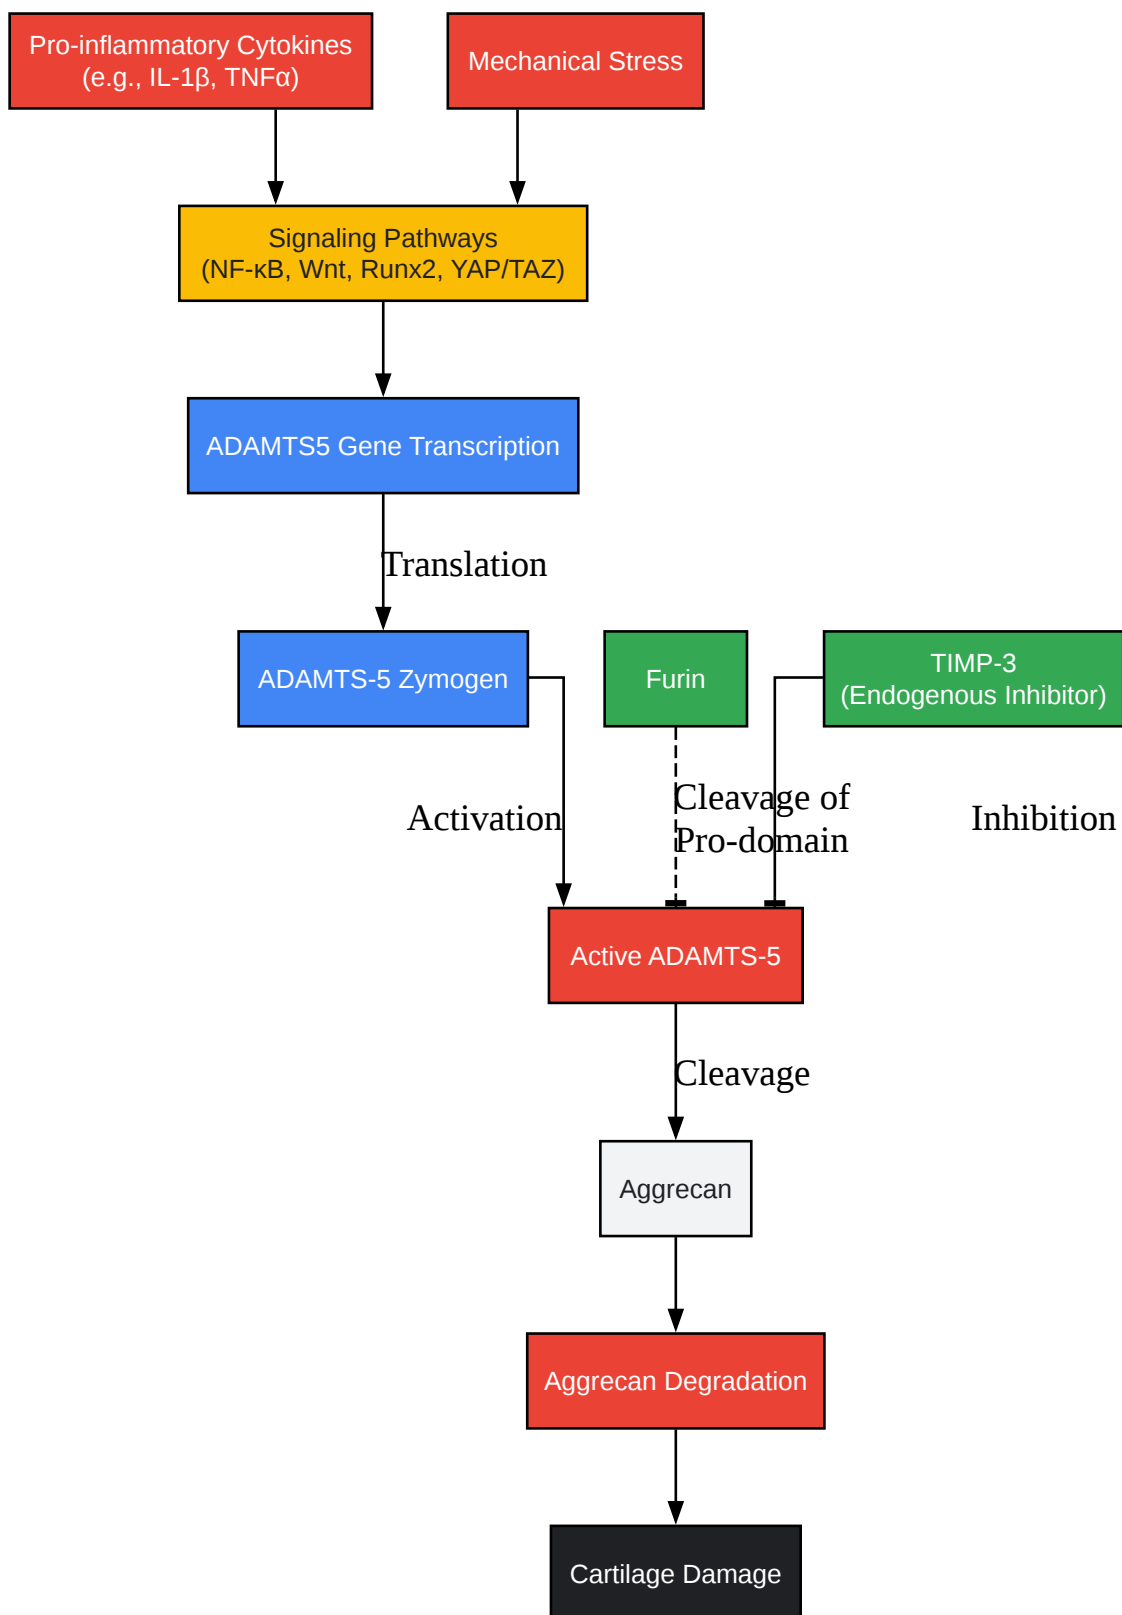 Pro-inflammatory Cytokines
(e.g., IL-1β, TNFα)
Mechanical Stress
Signaling Pathways
(NF-κB, Wnt, Runx2, YAP/TAZ)
ADAMTS5 Gene Transcription
Translation
ADAMTS-5 Zymogen
Furin
TIMP-3
(Endogenous Inhibitor)
Activation
Cleavage of
Pro-domain
Inhibition
Active ADAMTS-5
Cleavage
Aggrecan
Aggrecan Degradation
Cartilage Damage